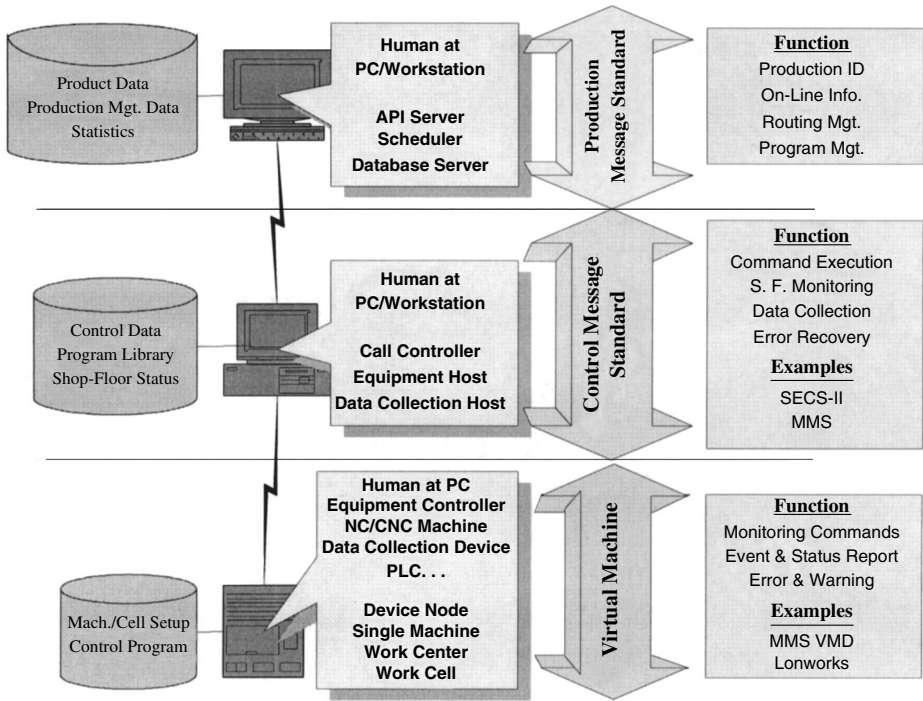 Product Data
Production Mgt. Data
Statistics
Human at
PC/Workstation
API Server
Scheduler
Database Server
Production
Message Standard
Function
Production ID
On-Line Info.
Routing Mgt.
Program Mgt.
Control Data
Program Library
Shop-Floor Status
Human at
PC/Workstation
Call Controller
Equipment Host
Data Collection Host
Control Message
Standard
Function
Command Execution
S. F. Monitoring
Data Collection
Error Recovery
Examples
SECS-II
MMS
Mach./Cell Setup
Control Program
Human at PC
Equipment Controller
NC/CNC Machine
Data Collection Device
PLC. . .
Device Node
Single Machine
Work Center
Work Cell
Virtual Machine
Function
Monitoring Commands
Event & Status Report
Error & Warning
Examples
MMS VMD
Lonworks